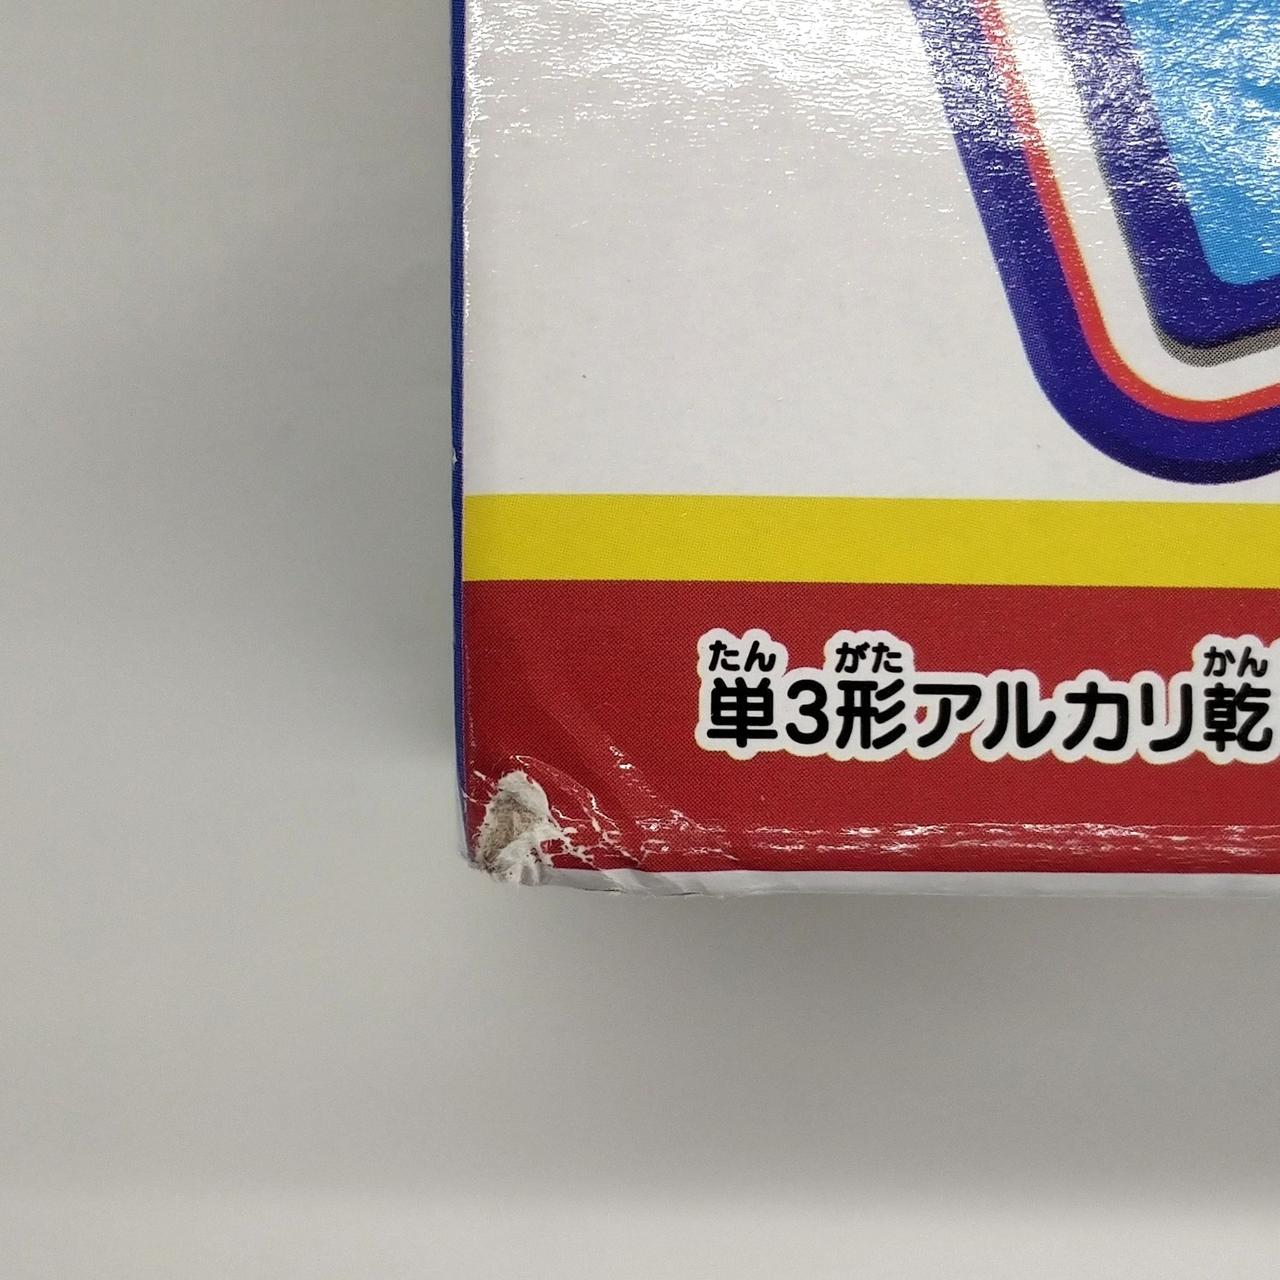 たん がた かん
単3形アルカリ乾